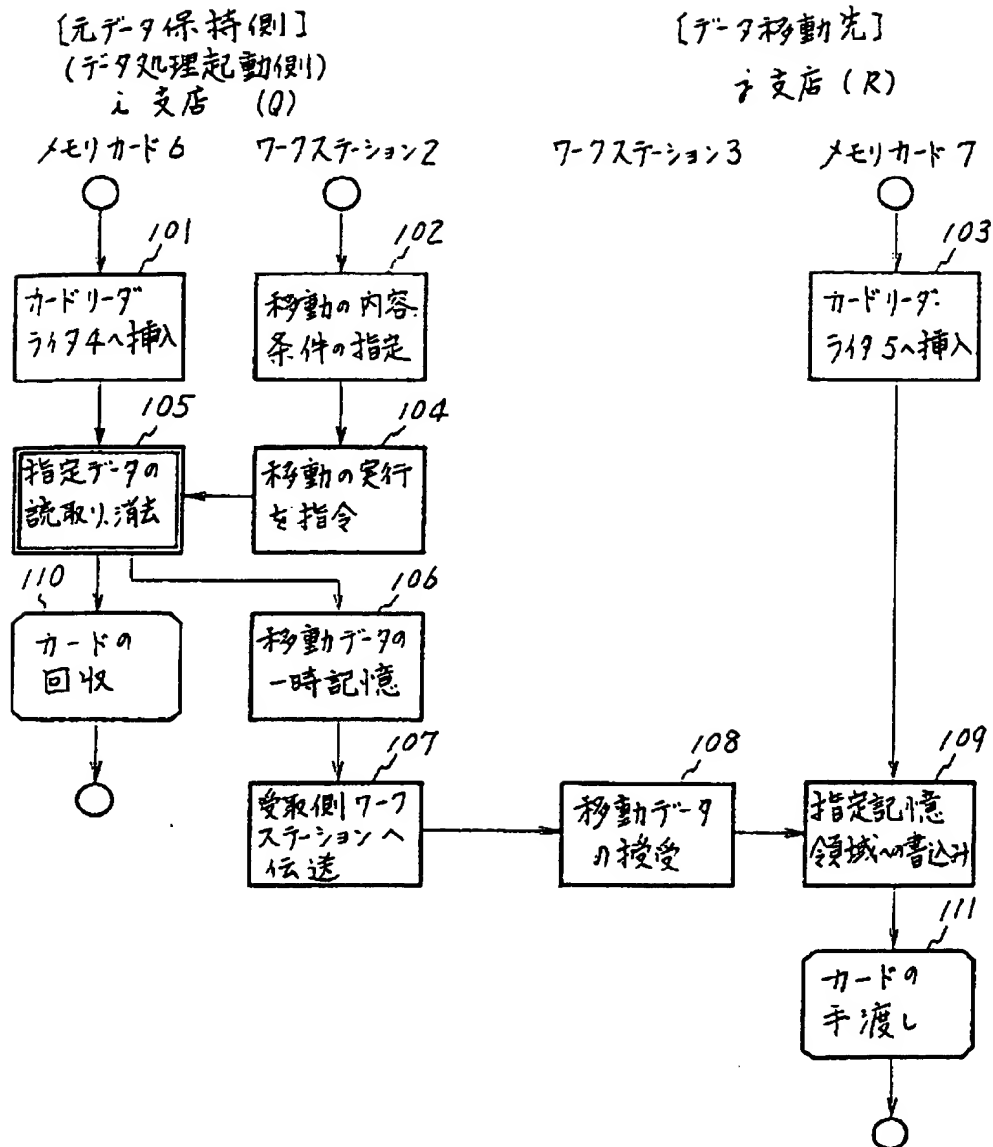 [元データ保持側]
(データ処理起動側)
i 支店 (Q)
[データ移動先]
j 支店 (R)
メモリカード6
ワークステーション2
ワークステーション3
メモリカード7
101
カードリーダ
ライタ4へ挿入
102
移動の内容
条件の指定
103
カードリーダ
ライタ5へ挿入
105
指定データの
読取り、消去
104
移動の実行
を指令
110
カードの
回収
106
移動データの
一時記憶
107
受取側ワーク
ステーションへ
伝送
108
移動データ
の授受
109
指定記憶
領域への書込み
111
カードの
手渡し